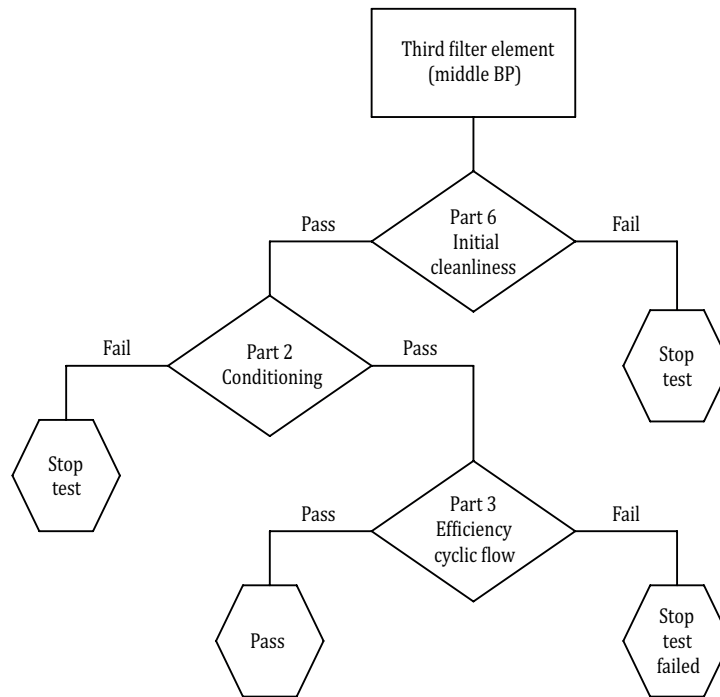 Third filter element
(middle BP)
Pass
Part 6
Initial
cleanliness
Fail
Fail
Part 2
Conditioning
Pass
Stop
test
Stop
test
Pass
Part 3
Efficiency
cyclic flow
Fail
Pass
Stop
test
failed